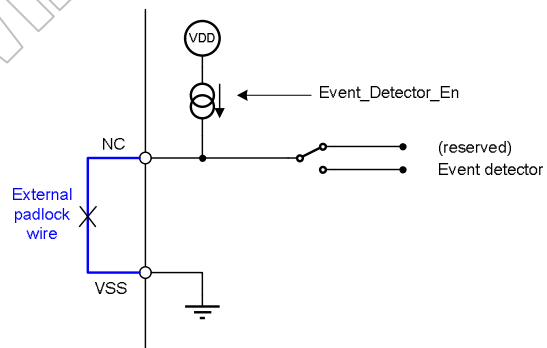 VDD
Event_Detector_En
NC
(reserved)
Event detector
External
padlock
wire
VSS